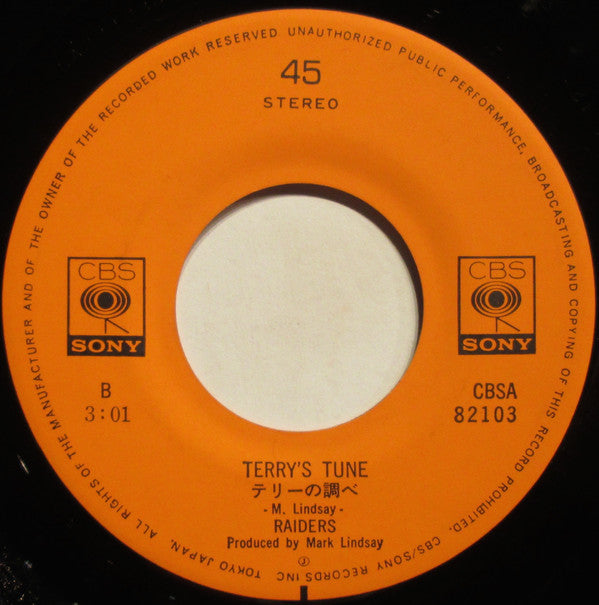 ALL RIGHTS OF THE MANUFACTURER AND OF THE OWNER OF THE RECORDED WORK RESERVED UNAUTHORIZED PUBLIC PERFORMANCE, BROADCASTING AND COPYING OF THIS RECORD PROHIBITED. CBS/SONY RECORDS INC. TOKYO JAPAN.
45
STEREO
CBS
SONY
CBS
SONY
B
3:01
CBSA
82103
TERRY'S TUNE
テリーの調べ
- M. Lindsay -
RAIDERS
Produced by Mark Lindsay
Ⓟ